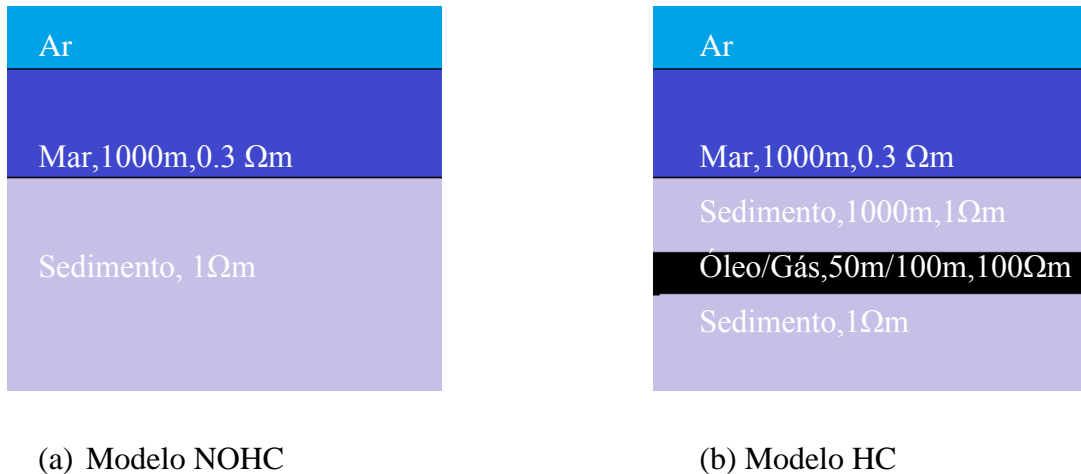 Ar
Mar,1000m,0.3 Ωm
Sedimento, 1Ωm
(a) Modelo NOHC
Ar
Mar,1000m,0.3 Ωm
Sedimento,1000m,1Ωm
Óleo/Gás,50m/100m,100Ωm
Sedimento,1Ωm
(b) Modelo HC